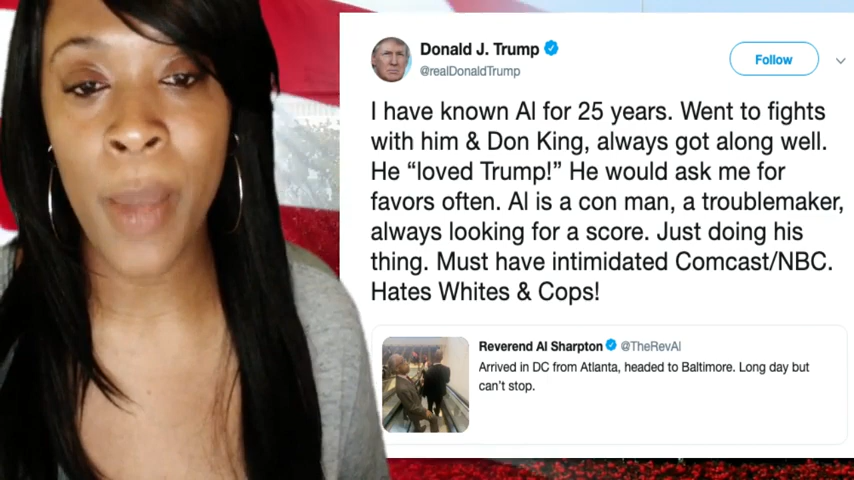 Donald J. Trump
@realDonaldTrump
Follow
I have known Al for 25 years. Went to fights
with him & Don King, always got along well.
He “loved Trump!” He would ask me for
favors often. Al is a con man, a troublemaker,
always looking for a score. Just doing his
thing. Must have intimidated Comcast/NBC.
Hates Whites & Cops!
Reverend Al Sharpton @TheRevAl
Arrived in DC from Atlanta, headed to Baltimore. Long day but
can’t stop.